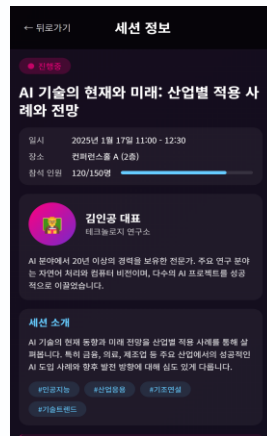 ← 뒤로가기
세션 정보
진행중
AI 기술의 현재와 미래: 산업별 적용 사
례와 전망
일시 2025년 1월 17일 11:00 - 12:30
장소 컨퍼런스홀 A (2층)
참석 인원 120/150명
김인공 대표
테크놀로지 연구소
AI 분야에서 20년 이상의 경력을 보유한 전문가. 주요 연구 분야
는 자연어 처리와 컴퓨터 비전이며, 다수의 AI 프로젝트를 성공
적으로 이끌었습니다.
세션 소개
AI 기술의 현재 동향과 미래 전망을 산업별 적용 사례를 통해 살
펴봅니다. 특히 금융, 의료, 제조업 등 주요 산업에서의 성공적인
AI 도입 사례와 향후 발전 방향에 대해 심도 있게 다룹니다.
#인공지능 #산업응용 #기조연설
#기술트렌드